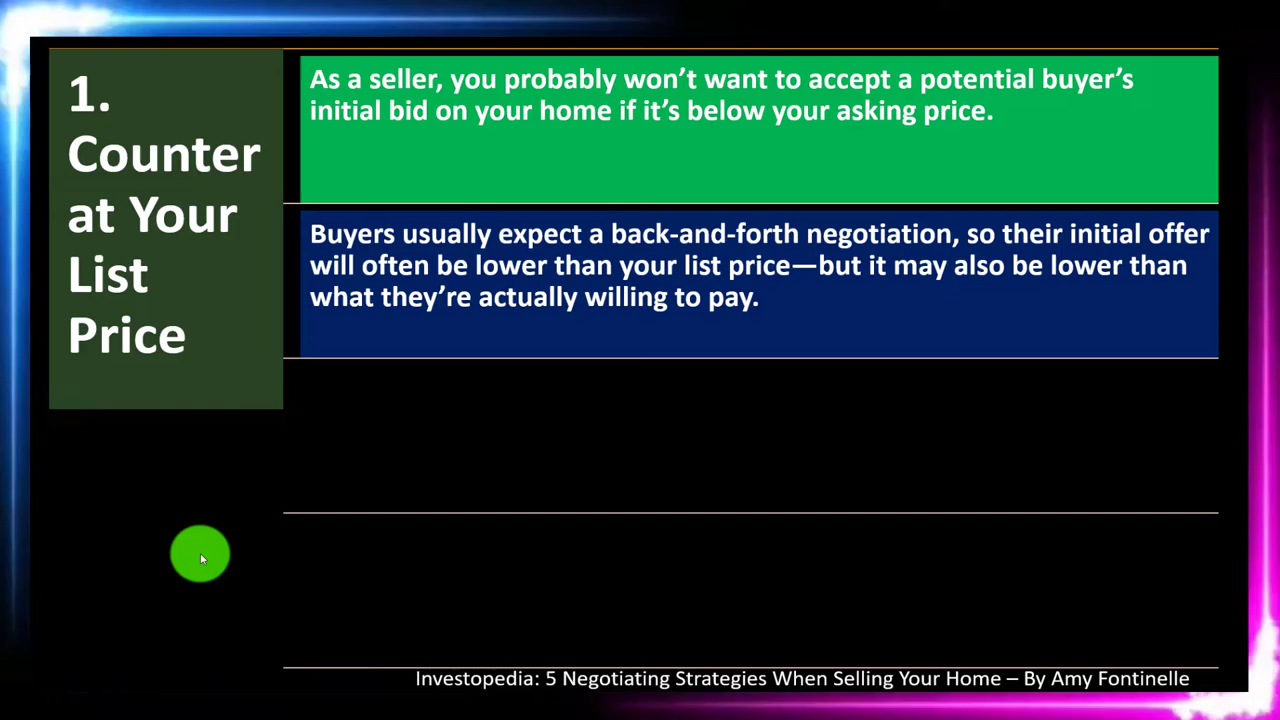 1.
Counter
at Your
List
Price
As a seller, you probably won’t want to accept a potential buyer’s
initial bid on your home if it’s below your asking price.
Buyers usually expect a back-and-forth negotiation, so their initial offer
will often be lower than your list price—but it may also be lower than
what they’re actually willing to pay.
Investopedia: 5 Negotiating Strategies When Selling Your Home – By Amy Fontinelle